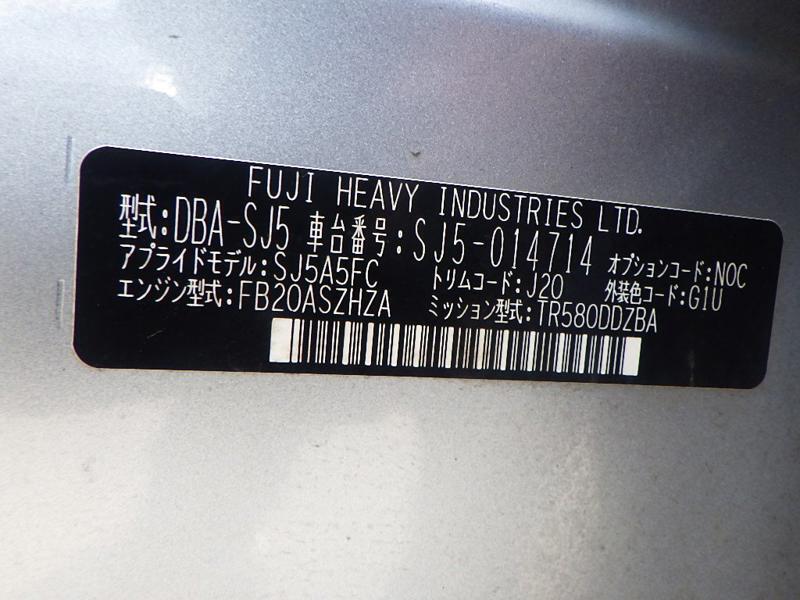 FUJI HEAVY INDUSTRIES LTD.
型式:DBA-SJ5 車台番号:SJ5-014714 オプションコード:NOC
アプライドモデル:SJ5A5FC トリムコード:J20 外装色コード:G1U
エンジン型式:FB20ASZHZA ミッション型式:TR580DDZBA